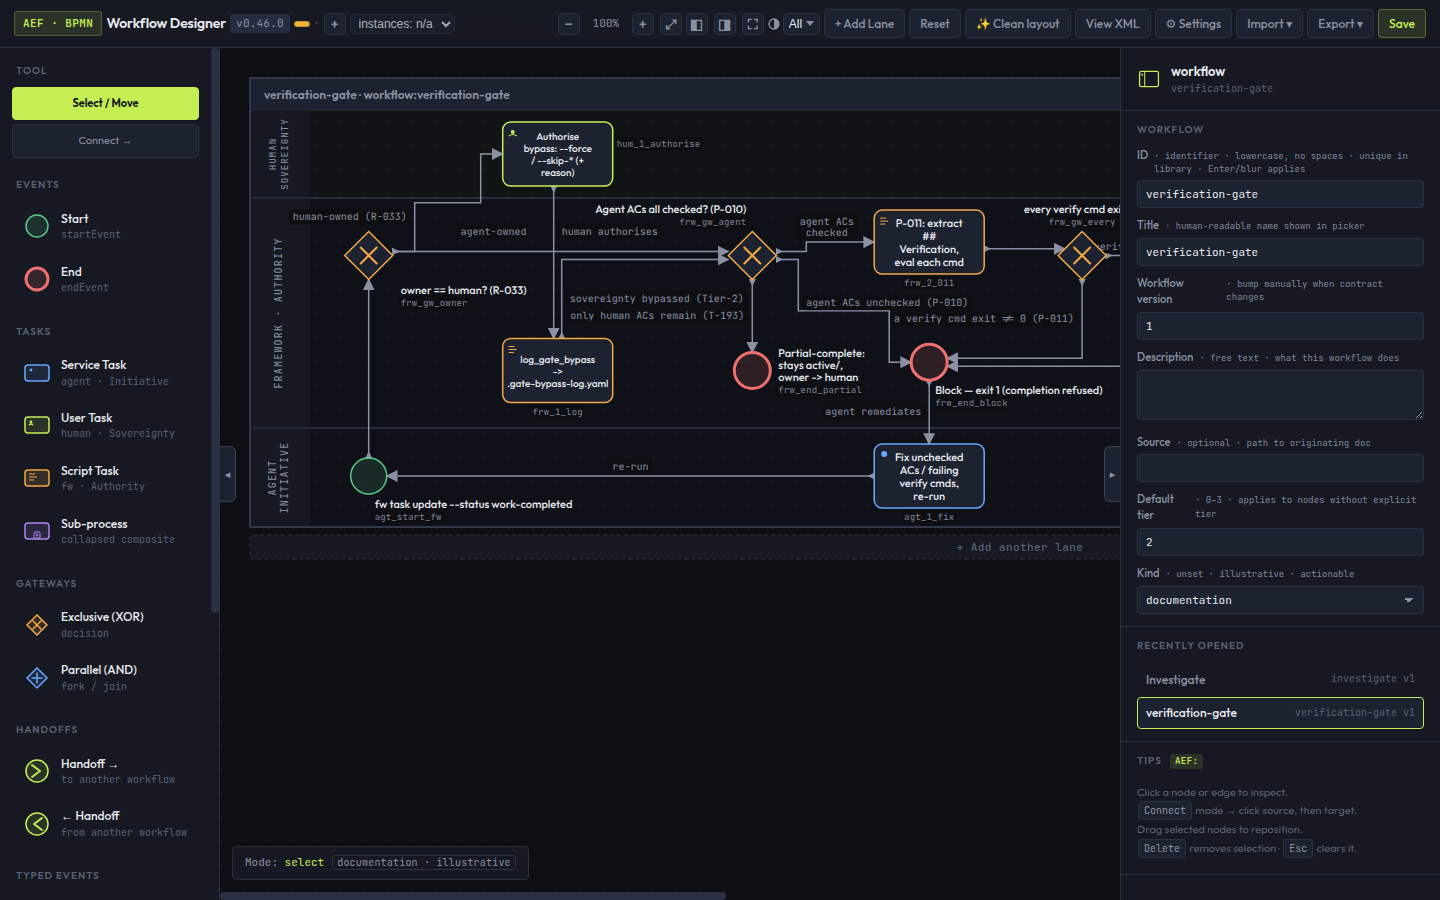 AEF · BPMN Workflow Designer v0.46.0 · + instances: n/a − 100% + All + Add Lane Reset ✨ Clean layout View XML ⚙ Settings Import ▾ Export ▾ Save
TOOL
Select / Move
Connect →
EVENTS
Start
startEvent
End
endEvent
TASKS
Service Task
agent · Initiative
User Task
human · Sovereignty
Script Task
fw · Authority
Sub-process
collapsed composite
GATEWAYS
Exclusive (XOR)
decision
Parallel (AND)
fork / join
HANDOFFS
Handoff →
to another workflow
← Handoff
from another workflow
TYPED EVENTS
verification-gate · workflow:verification-gate
HUMAN
SOVEREIGNTY
Authorise
bypass: --force
/ --skip-* (+
reason)
hum_1_authorise
FRAMEWORK · AUTHORITY
human-owned (R-033)
agent-owned
human authorises
owner == human? (R-033)
frw_gw_owner
Agent ACs all checked? (P-010)
frw_gw_agent
agent ACs
checked
P-011: extract
##
Verification,
eval each cmd
frw_2_011
every verify cmd exi
frw_gw_every
veri
sovereignty bypassed (Tier-2)
only human ACs remain (T-193)
agent ACs unchecked (P-010)
a verify cmd exit ≠ 0 (P-011)
log_gate_bypass
->
.gate-bypass-log.yaml
frw_1_log
Partial-complete:
stays active/,
owner -> human
frw_end_partial
Block — exit 1 (completion refused)
frw_end_block
agent remediates
AGENT
INITIATIVE
re-run
fw task update --status work-completed
agt_start_fw
Fix unchecked
ACs / failing
verify cmds,
re-run
agt_1_fix
+ Add another lane
Mode: select documentation · illustrative
workflow
verification-gate
WORKFLOW
ID · identifier · lowercase, no spaces · unique in
library · Enter/blur applies
verification-gate
Title · human-readable name shown in picker
verification-gate
Workflow version · bump manually when contract changes
1
Description · free text · what this workflow does
Source · optional · path to originating doc
Default tier · 0–3 · applies to nodes without explicit tier
2
Kind · unset · illustrative · actionable
documentation
RECENTLY OPENED
Investigate investigate v1
verification-gate verification-gate v1
TIPS AEF:
Click a node or edge to inspect.
Connect mode → click source, then target.
Drag selected nodes to reposition.
Delete removes selection · Esc clears it.